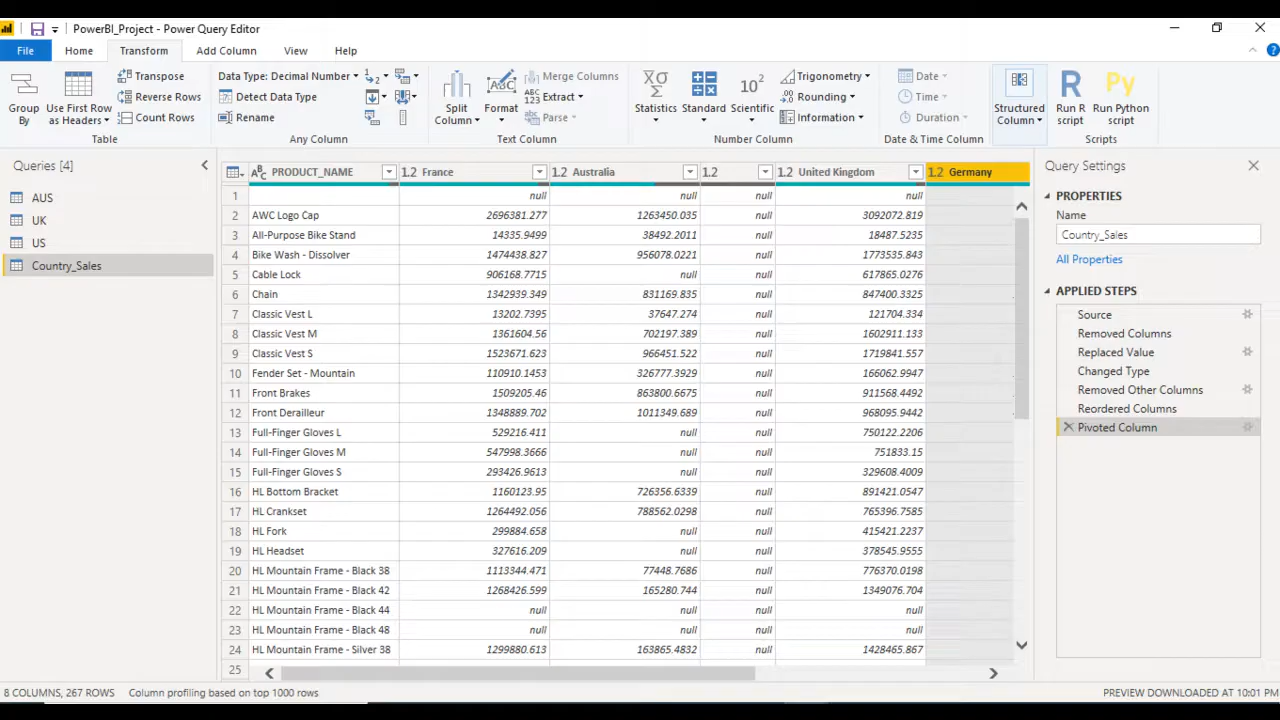 PowerBI_Project - Power Query Editor
File Home Transform Add Column View Help
Group By
Use First Row as Headers
Transpose
Reverse Rows
Count Rows
Table
Data Type: Decimal Number
Detect Data Type
Rename
Any Column
Split Column
Format
Merge Columns
Extract
Parse
Text Column
Statistics
Standard
Scientific
Trigonometry
Rounding
Information
Number Column
Date
Time
Duration
Date & Time Column
Structured Column
Run R script
Run Python script
Scripts
Queries [4]
AUS
UK
US
Country_Sales
PRODUCT_NAME 1.2 France 1.2 Australia 1.2 1.2 United Kingdom 1.2 Germany
1 null null null null
2 AWC Logo Cap 2696381.277 1263450.035 null 3092072.819
3 All-Purpose Bike Stand 14335.9499 38492.2011 null 18487.5235
4 Bike Wash - Dissolver 1474438.827 956078.0221 null 1773535.843
5 Cable Lock 906168.7715 null null 617865.0276
6 Chain 1342939.349 831169.835 null 847400.3325
7 Classic Vest L 13202.7395 37647.274 null 121704.334
8 Classic Vest M 1361604.56 702197.389 null 1602911.133
9 Classic Vest S 1523671.623 966451.522 null 1719841.557
10 Fender Set - Mountain 110910.1453 326777.3929 null 166062.9947
11 Front Brakes 1509205.46 863800.6675 null 911568.4492
12 Front Derailleur 1348889.702 1011349.689 null 968095.9442
13 Full-Finger Gloves L 529216.411 null null 750122.2206
14 Full-Finger Gloves M 547998.3666 null null 751833.15
15 Full-Finger Gloves S 293426.9613 null null 329608.4009
16 HL Bottom Bracket 1160123.95 726356.6339 null 891421.0547
17 HL Crankset 1264492.056 788562.0298 null 765396.7585
18 HL Fork 299884.658 null null 415421.2237
19 HL Headset 327616.209 null null 378545.9555
20 HL Mountain Frame - Black 38 1113344.471 77448.7686 null 776370.0198
21 HL Mountain Frame - Black 42 1268426.599 165280.744 null 1349076.704
22 HL Mountain Frame - Black 44 null null null null
23 HL Mountain Frame - Black 48 null null null null
24 HL Mountain Frame - Silver 38 1299880.613 163865.4832 null 1428465.867
25
Query Settings
PROPERTIES
Name
Country_Sales
All Properties
APPLIED STEPS
Source
Removed Columns
Replaced Value
Changed Type
Removed Other Columns
Reordered Columns
Pivoted Column
8 COLUMNS, 267 ROWS Column profiling based on top 1000 rows
PREVIEW DOWNLOADED AT 10:01 PM